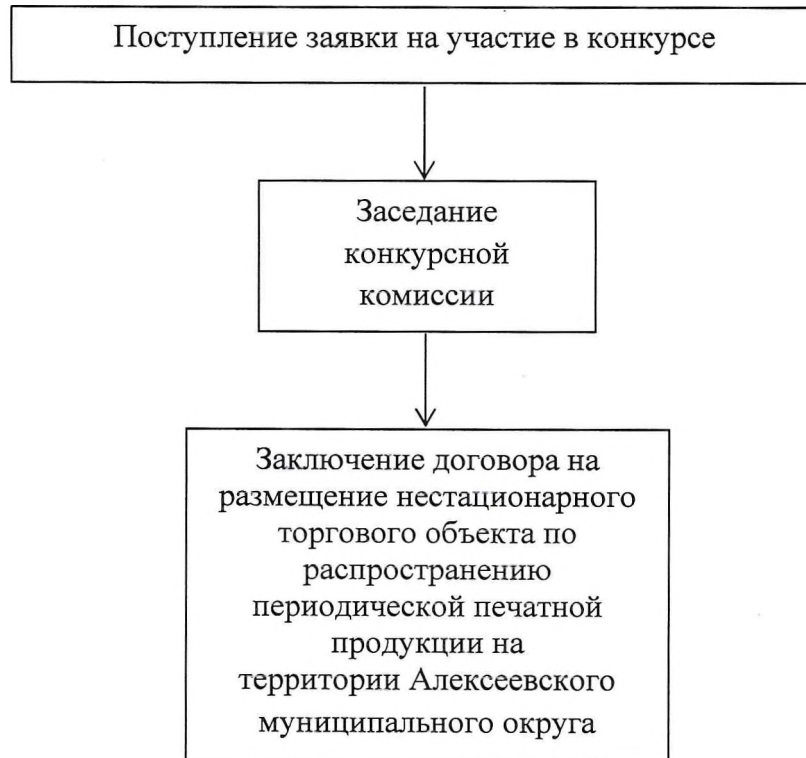 Поступление заявки на участие в конкурсе
Заседание
конкурсной
комиссии
Заключение договора на
размещение нестационарного
торгового объекта по
распространению
периодической печатной
продукции на
территории Алексеевского
муниципального округа